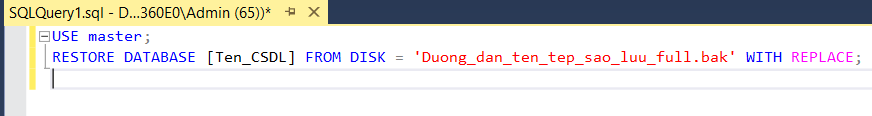 SQLQuery1.sql - D...360E0\Admin (65))*
USE master;
RESTORE DATABASE [Ten_CSDL] FROM DISK = 'Duong_dan_ten_tep_sao_luu_full.bak' WITH REPLACE;